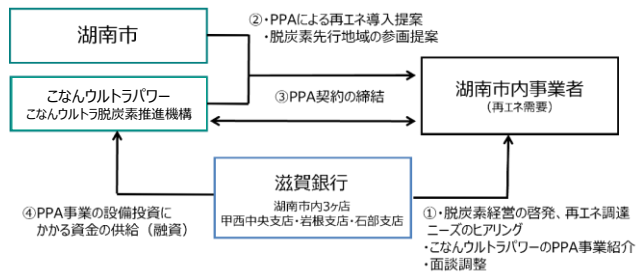 ②・PPAによる再エネ導入提案
・脱炭素先行地域の参画提案
湖南市
こなんウルトラパワー
こなんウルトラ脱炭素推進機構
③PPA契約の締結
湖南市内事業者
（再エネ需要）
滋賀銀行
湖南市内3ヶ店
甲西中央支店・岩根支店・石部支店
④PPA事業の設備投資に
かかる資金の供給（融資）
①・脱炭素経営の啓発、再エネ調達
ニーズのヒアリング
・こなんウルトラパワーのPPA事業紹介
・面談調整